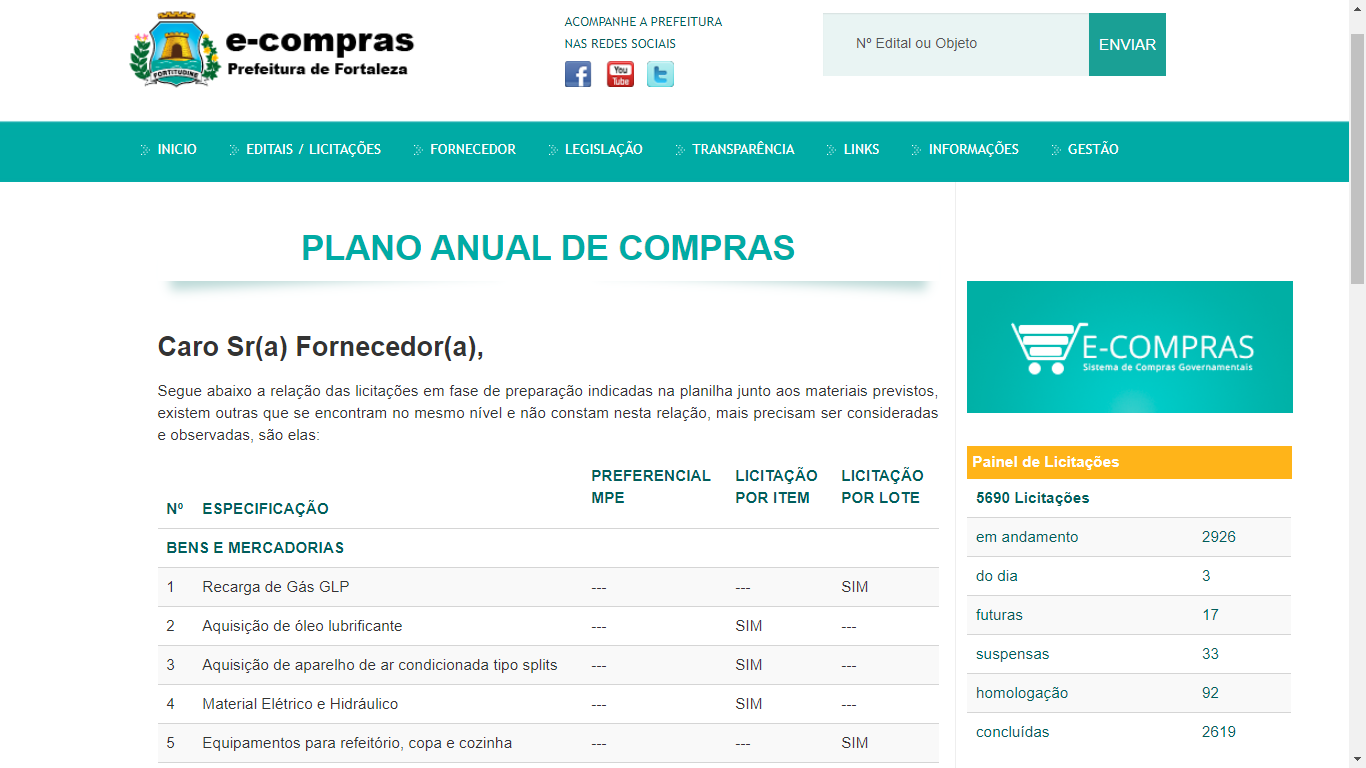 FORTITUDINE
e-compras
Prefeitura de Fortaleza
ACOMPANHE A PREFEITURA
NAS REDES SOCIAIS
f
You
Tube
t
Nº Edital ou Objeto
ENVIAR
INICIO
EDITAIS / LICITAÇÕES
FORNECEDOR
LEGISLAÇÃO
TRANSPARÊNCIA
LINKS
INFORMAÇÕES
GESTÃO
PLANO ANUAL DE COMPRAS
Caro Sr(a) Fornecedor(a),
Segue abaixo a relação das licitações em fase de preparação indicadas na planilha junto aos materiais previstos,
existem outras que se encontram no mesmo nível e não constam nesta relação, mais precisam ser consideradas
e observadas, são elas:
Nº ESPECIFICAÇÃO PREFERENCIAL MPE LICITAÇÃO POR ITEM LICITAÇÃO POR LOTE
BENS E MERCADORIAS
1 Recarga de Gás GLP --- --- SIM
2 Aquisição de óleo lubrificante --- SIM ---
3 Aquisição de aparelho de ar condicionada tipo splits --- SIM ---
4 Material Elétrico e Hidráulico --- SIM ---
5 Equipamentos para refeitório, copa e cozinha --- --- SIM
E-COMPRAS
Sistema de Compras Governamentais
Painel de Licitações
5690 Licitações
em andamento 2926
do dia 3
futuras 17
suspensas 33
homologação 92
concluídas 2619